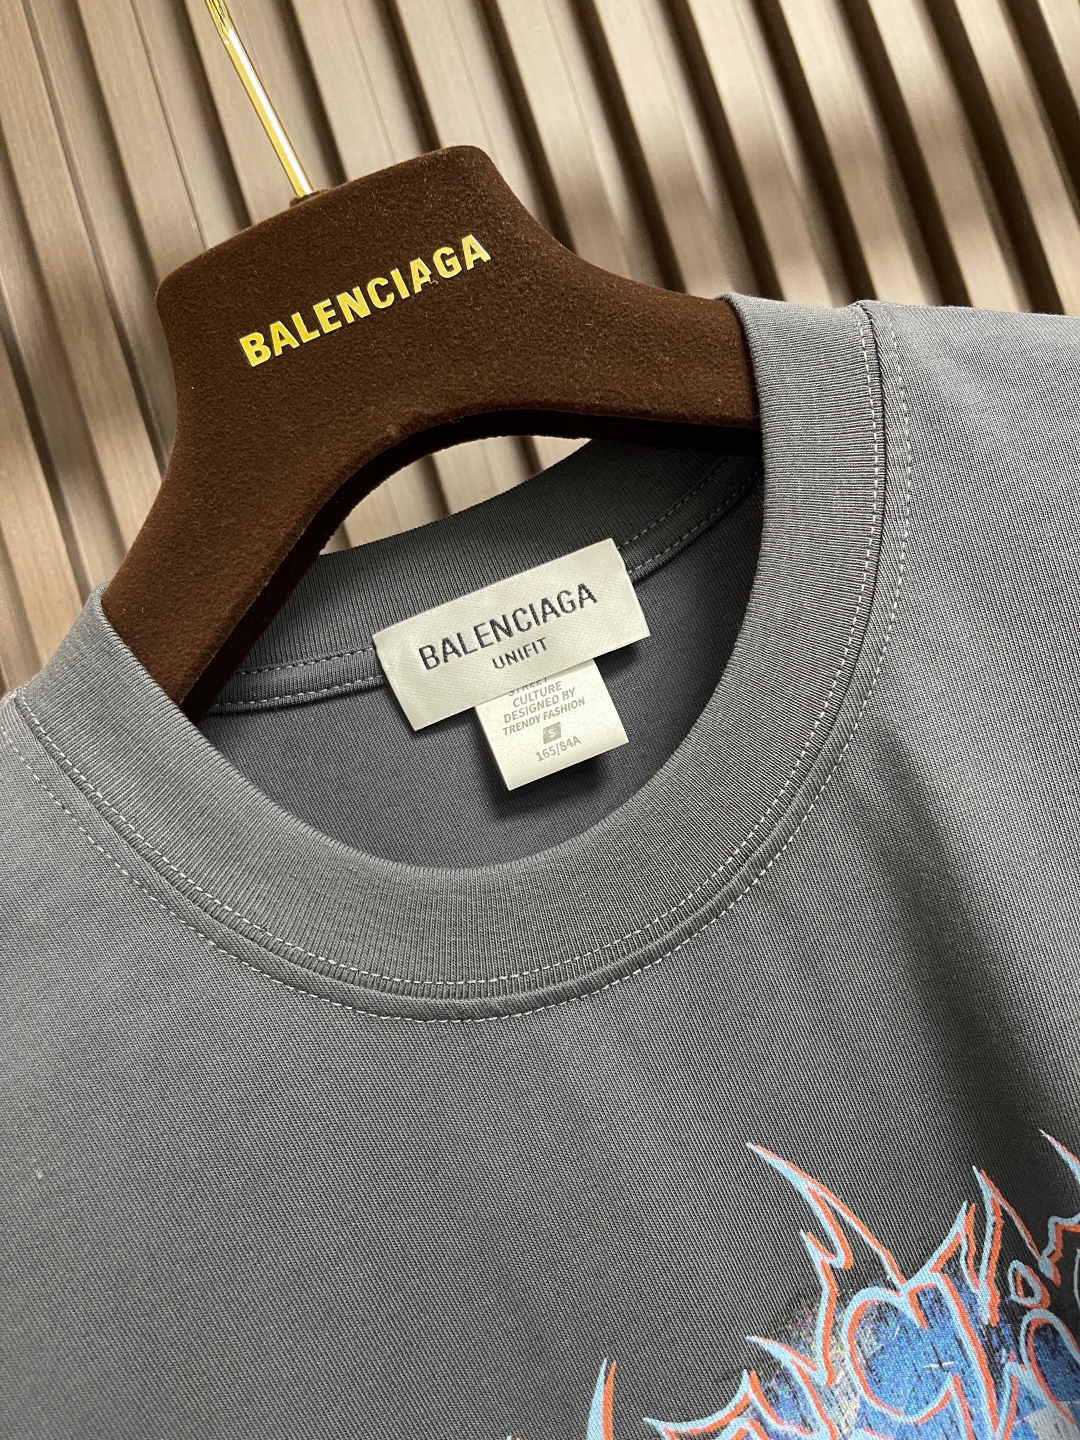 BALENCIAGA
BALENCIAGA
UNIFIT
STREET
CULTURE
DESIGNED BY
TRENDY FASHION
S
165/84A